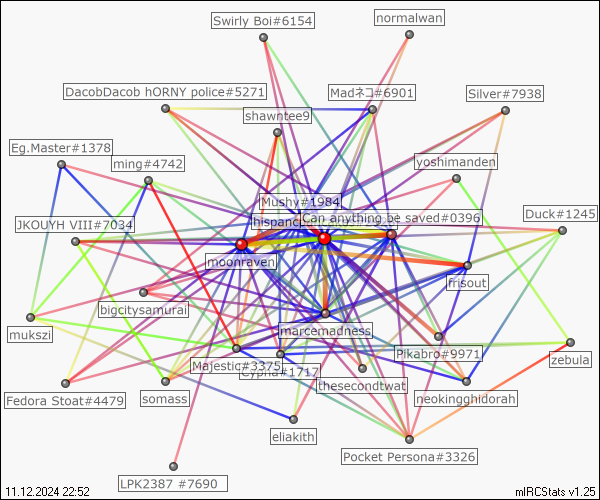 Swirly Boi#6154
normalwan
DacobDacob hORNY police#5271
Madネコ#6901
Silver#7938
shawntee9
Eg.Master#1378
ming#4742
yoshimanden
Mushy#1984
JKOUYH VIII#7034
Can anything be saved#0396
Duck#1245
moonraven
frisout
bigcitysamurai
marcemadness
mukszi
Majestic#3375
Cypha#1717
Pikabro#9971
zebula
thesecondtwat
Fedora Stoat#4479
somass
neokingghidorah
eliakith
Pocket Persona#3326
LPK2387 #7690
11.12.2024 22:52
mIRCStats v1.25